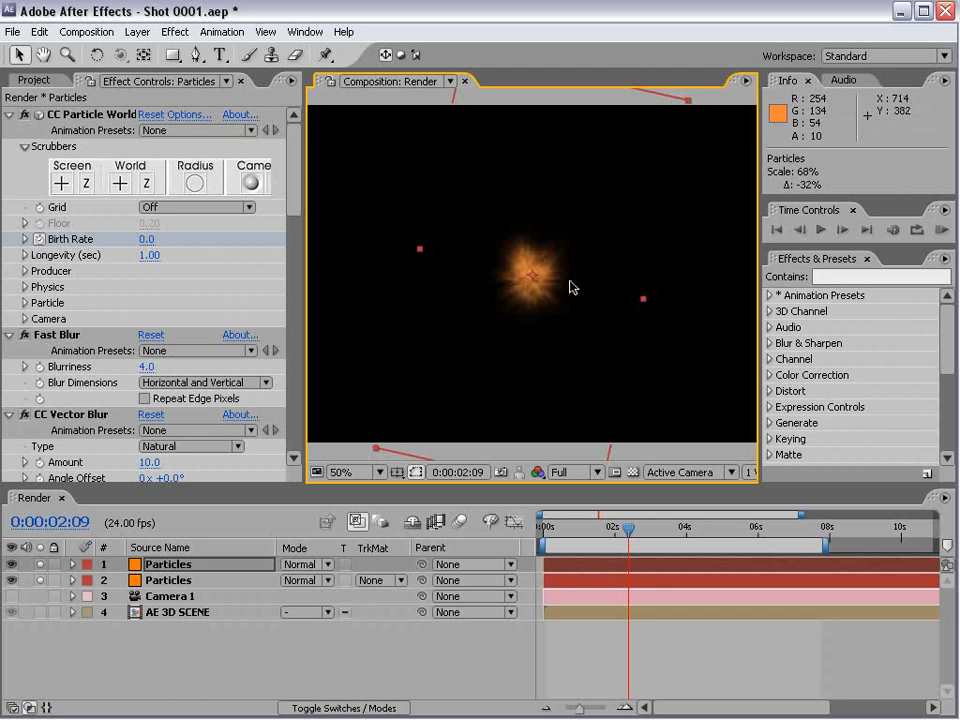 Adobe After Effects - Shot 0001.aep *
File Edit Composition Layer Effect Animation View Window Help
Workspace: Standard
Project Effect Controls: Particles
Render * Particles
CC Particle World Reset Options... About...
Animation Presets: None
Scrubbers
Screen World Radius Came
Z Z
Grid Off
Floor 0.20
Birth Rate 0.0
Longevity (sec) 1.00
Producer
Physics
Particle
Camera
Fast Blur Reset About...
Animation Presets: None
Blurriness 4.0
Blur Dimensions Horizontal and Vertical
Repeat Edge Pixels
CC Vector Blur Reset About...
Animation Presets: None
Type Natural
Amount 10.0
Angle Offset 0 x +0.0°
Composition: Render
50% 0:00:02:09 Full Active Camera 1
Info Audio
R : 254 X : 714
G : 134 Y : 382
B : 54
A : 10
Particles
Scale: 68%
Δ: -32%
Time Controls
Effects & Presets
Contains:
* Animation Presets
3D Channel
Audio
Blur & Sharpen
Channel
Color Correction
Distort
Expression Controls
Generate
Keying
Matte
Render
0:00:02:09 (24.00 fps)
:00s 02s 04s 06s 08s 10s
# Source Name Mode T TrkMat Parent
1 Particles Normal None
2 Particles Normal None None
3 Camera 1 None
4 AE 3D SCENE - None
Toggle Switches / Modes